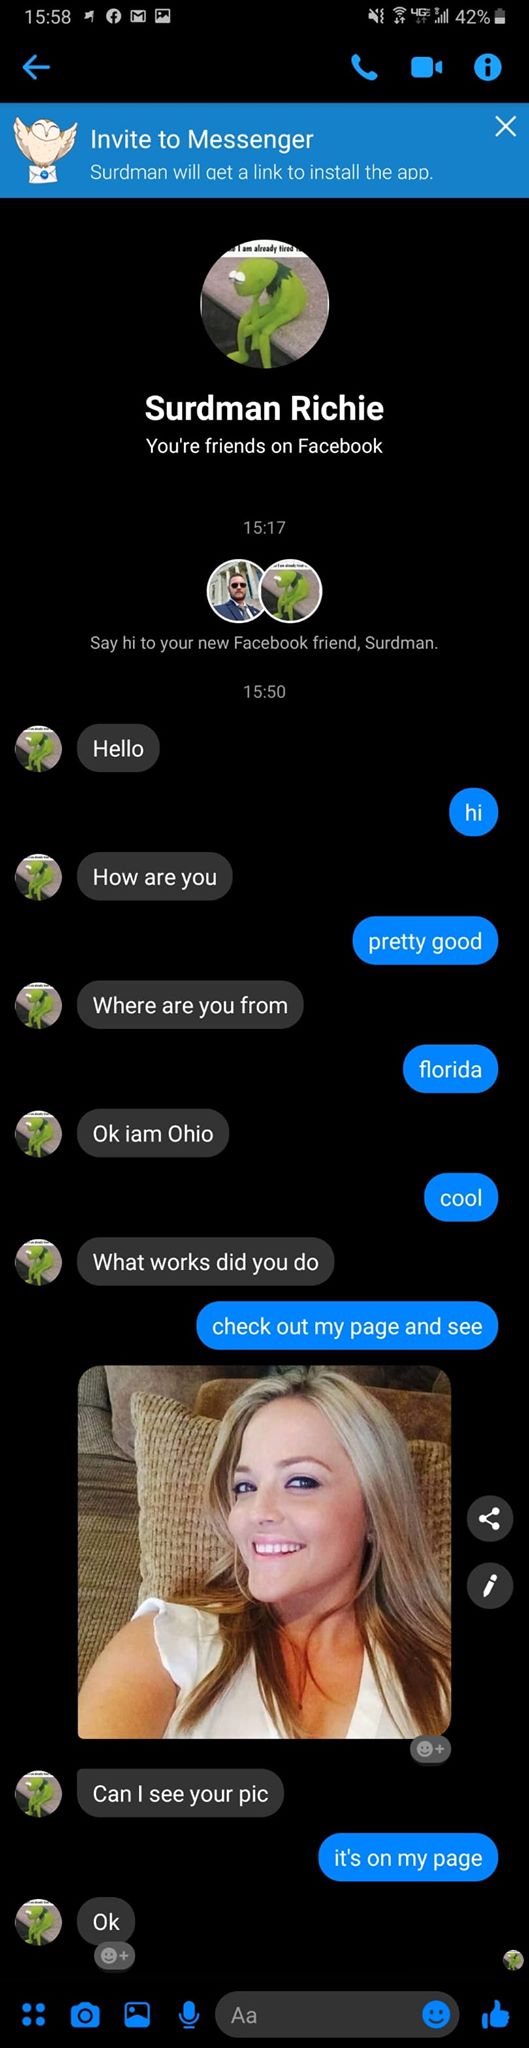 15:58
4GE 42%
Invite to Messenger
Surdman will get a link to install the app.
I am already tired
Surdman Richie
You're friends on Facebook
15:17
Say hi to your new Facebook friend, Surdman.
15:50
Hello
hi
How are you
pretty good
Where are you from
florida
Ok iam Ohio
cool
What works did you do
check out my page and see
Can I see your pic
it's on my page
Ok
Aa